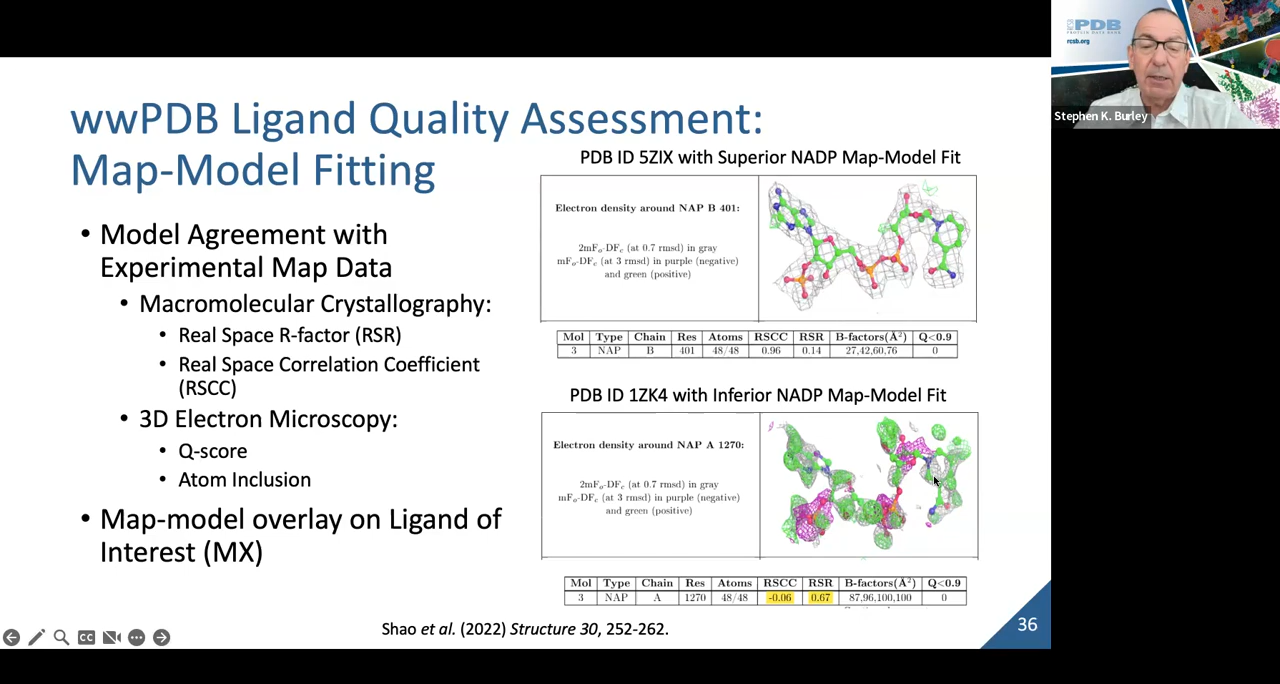 wwPDB Ligand Quality Assessment:
Map-Model Fitting
• Model Agreement with
Experimental Map Data
• Macromolecular Crystallography:
• Real Space R-factor (RSR)
• Real Space Correlation Coefficient
(RSCC)
• 3D Electron Microscopy:
• Q-score
• Atom Inclusion
• Map-model overlay on Ligand of
Interest (MX)
PDB ID 5ZIX with Superior NADP Map-Model Fit
Electron density around NAP B 401:
2mFo-DFc (at 0.7 rmsd) in gray
mFo-DFc (at 3 rmsd) in purple (negative)
and green (positive)
Mol Type Chain Res Atoms RSCC RSR B-factors(Å²) Q<0.9
3 NAP B 401 48/48 0.96 0.14 27,42,60,76 0
PDB ID 1ZK4 with Inferior NADP Map-Model Fit
Electron density around NAP A 1270:
2mFo-DFc (at 0.7 rmsd) in gray
mFo-DFc (at 3 rmsd) in purple (negative)
and green (positive)
Mol Type Chain Res Atoms RSCC RSR B-factors(Å²) Q<0.9
3 NAP A 1270 48/48 -0.06 0.67 87,96,100,100 0
Shao et al. (2022) Structure 30, 252-262.
36
CC
PDB
PROTEIN DATA BANK
rcsb.org
Stephen K. Burley